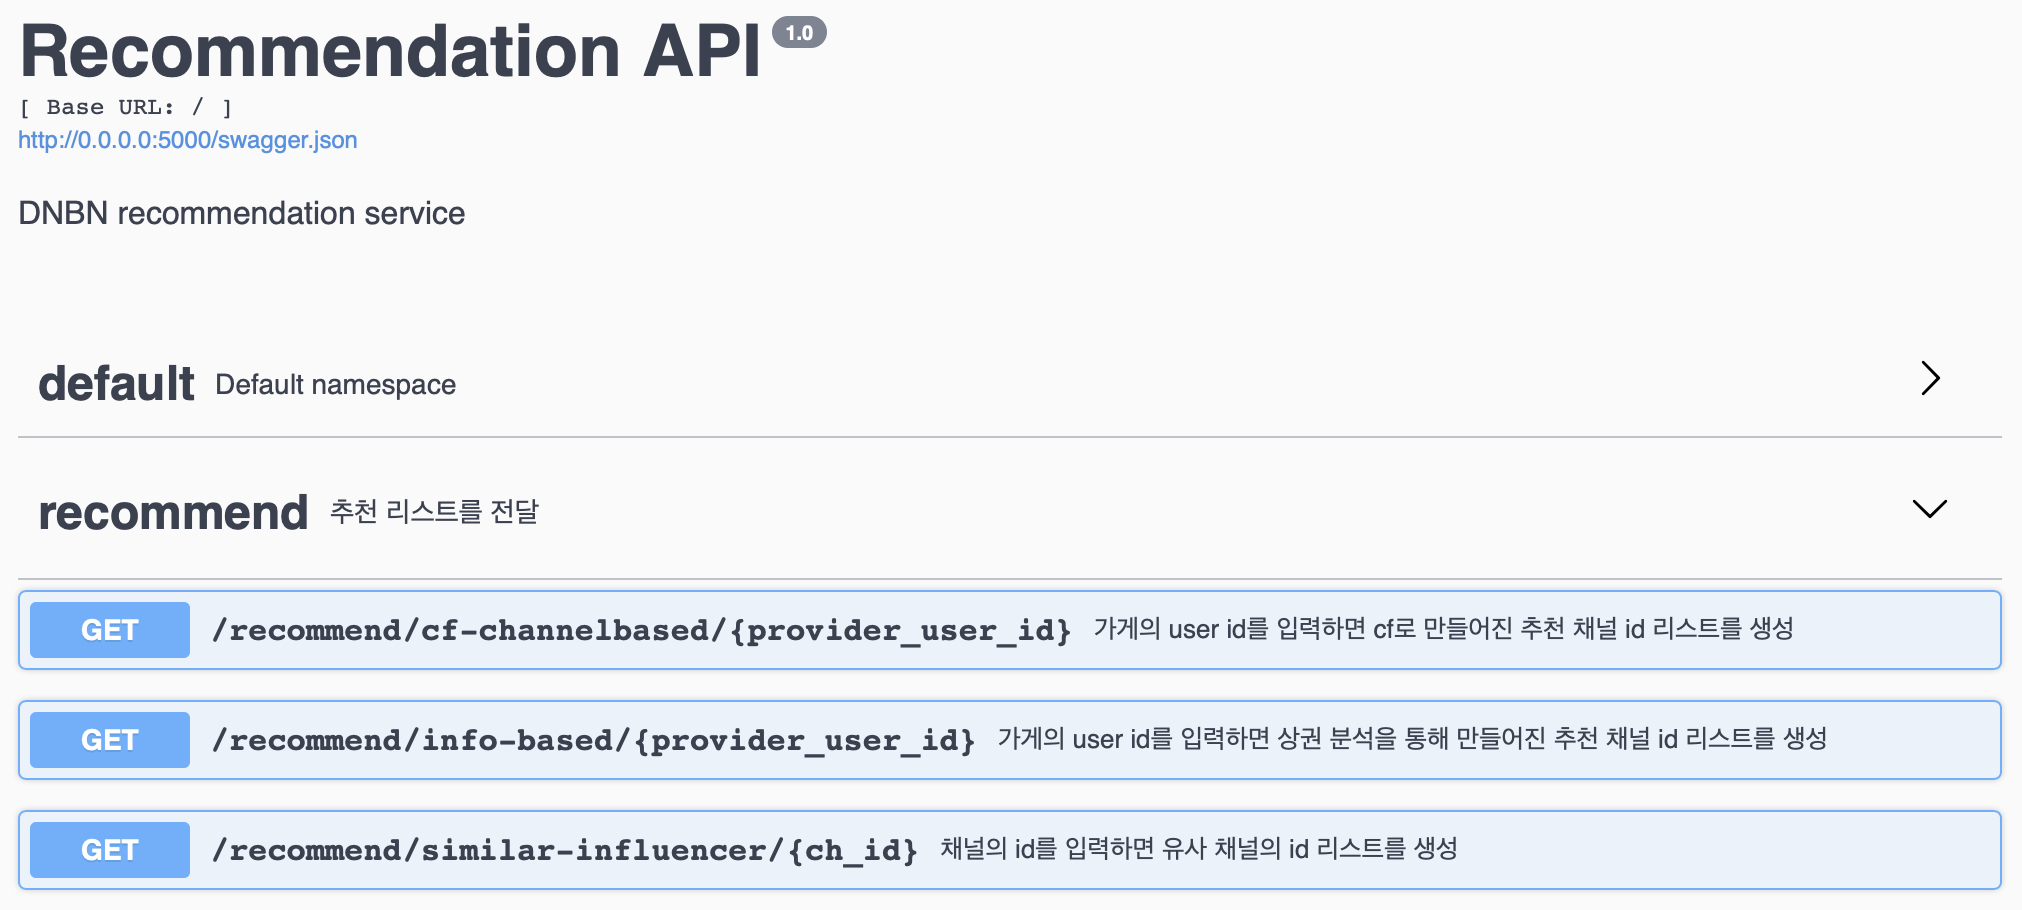 Recommendation API 1.0
[ Base URL: / ]
http://0.0.0.0:5000/swagger.json
DNBN recommendation service
default Default namespace
recommend 추천 리스트를 전달
GET /recommend/cf-channelbased/{provider_user_id} 가게의 user id를 입력하면 cf로 만들어진 추천 채널 id 리스트를 생성
GET /recommend/info-based/{provider_user_id} 가게의 user id를 입력하면 상권 분석을 통해 만들어진 추천 채널 id 리스트를 생성
GET /recommend/similar-influencer/{ch_id} 채널의 id를 입력하면 유사 채널의 id 리스트를 생성